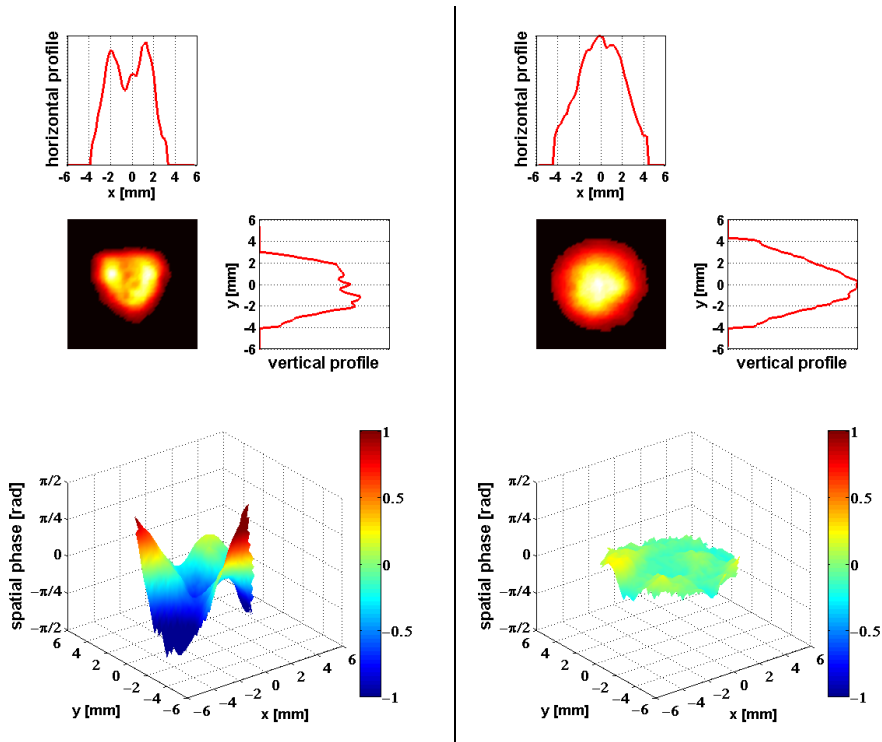 horizontal profile
-6 -4 -2 0 2 4 6
x [mm]
6
4
2
0
-2
-4
-6
y [mm]
vertical profile
spatial phase [rad]
π/2
π/4
0
−π/4
−π/2
6
4
2
0
−2
−4
−6
y [mm]
−6
−4
−2
0
2
4
6
x [mm]
1
0.5
0
−0.5
−1
horizontal profile
-6 -4 -2 0 2 4 6
x [mm]
6
4
2
0
-2
-4
-6
y [mm]
vertical profile
spatial phase [rad]
π/2
π/4
0
−π/4
−π/2
6
4
2
0
−2
−4
−6
y [mm]
−6
−4
−2
0
2
4
6
x [mm]
1
0.5
0
−0.5
−1